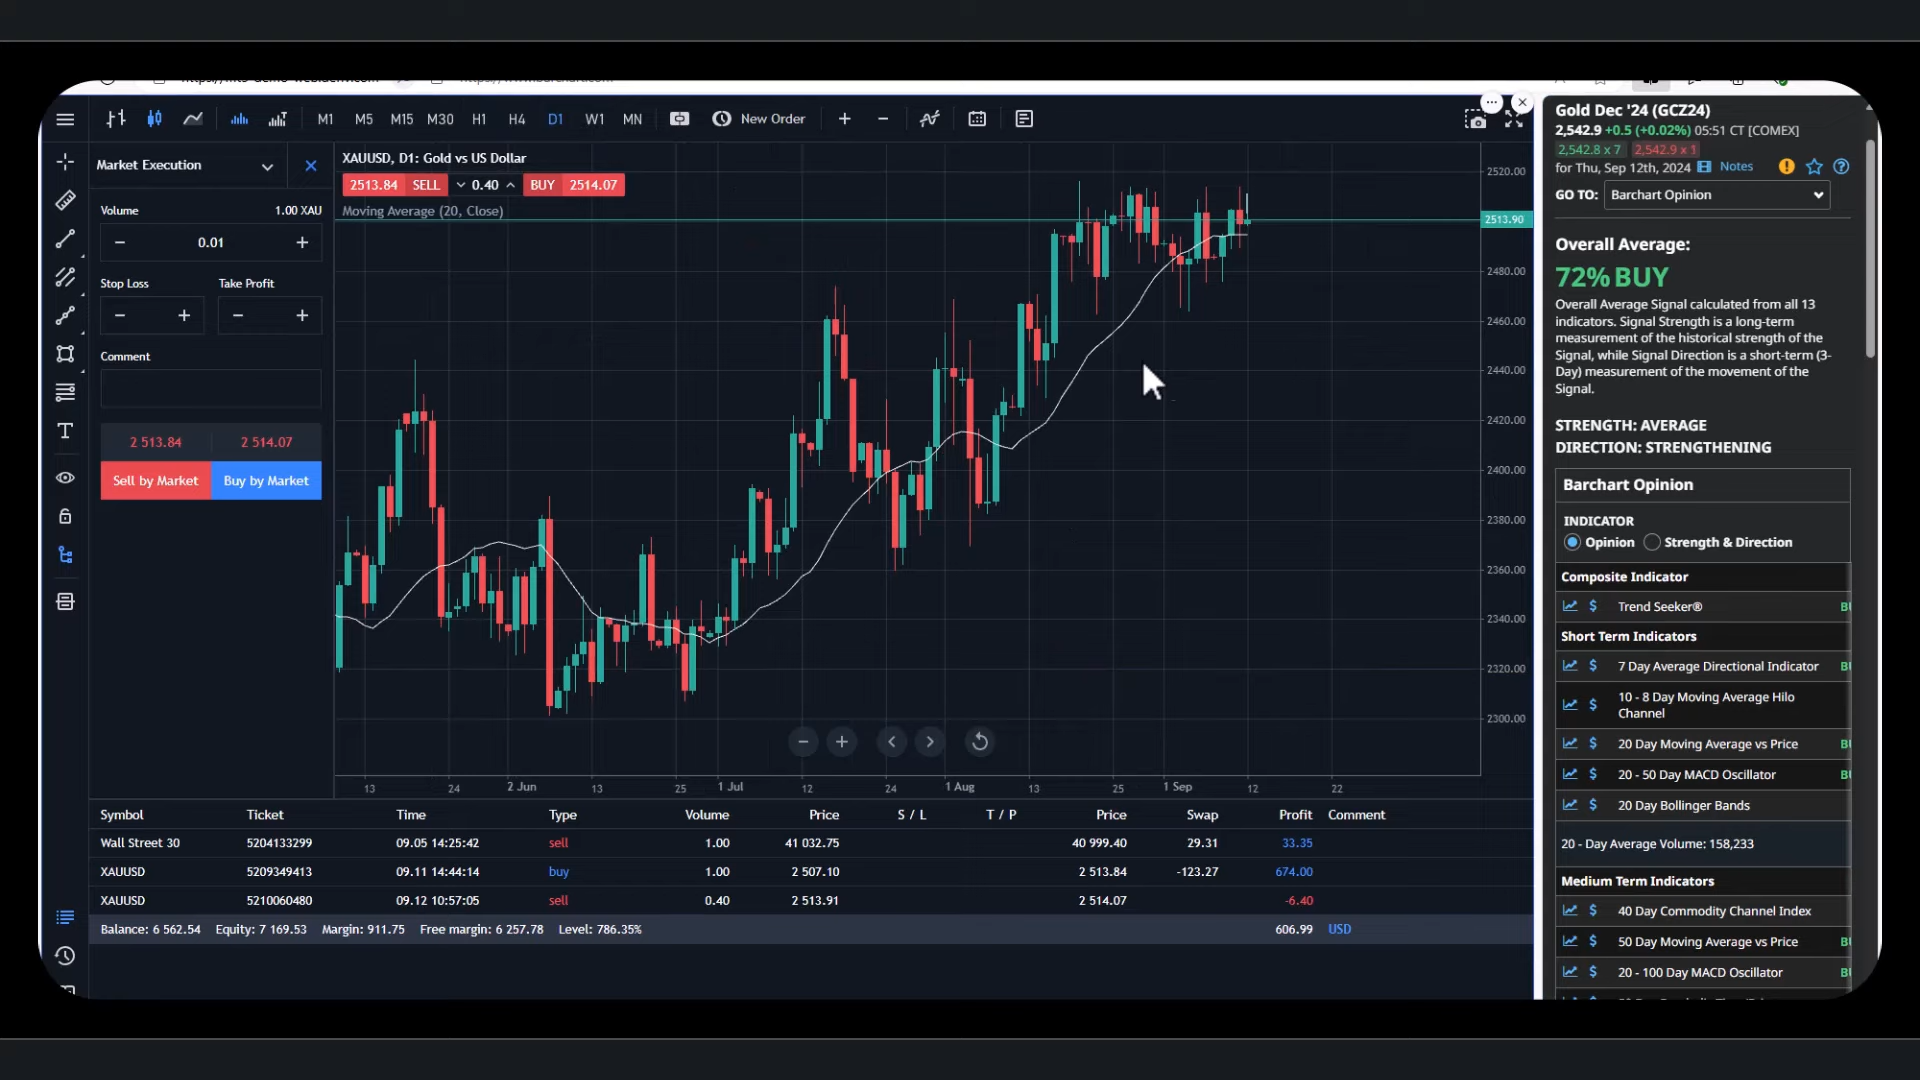 M1 M5 M15 M30 H1 H4 D1 W1 MN New Order
Market Execution
Volume 1.00 XAU
0.01
Stop Loss Take Profit
Comment
2 513.84 2 514.07
Sell by Market Buy by Market
XAUUSD, D1: Gold vs US Dollar
2513.84 SELL 0.40 BUY 2514.07
Moving Average (20, Close)
2520.00
2513.90
2480.00
2460.00
2440.00
2420.00
2400.00
2380.00
2360.00
2340.00
2320.00
2300.00
13 24 2 Jun 13 25 1 Jul 12 24 1 Aug 13 25 1 Sep 12 22
Symbol Ticket Time Type Volume Price S / L T / P Price Swap Profit Comment
Wall Street 30 5204133299 09.05 14:25:42 sell 1.00 41 032.75 40 999.40 29.31 33.35
XAUUSD 5209349413 09.11 14:44:14 buy 1.00 2 507.10 2 513.84 -123.27 674.00
XAUUSD 5210060480 09.12 10:57:05 sell 0.40 2 513.91 2 514.07 -6.40
Balance: 6 562.54 Equity: 7 169.53 Margin: 911.75 Free margin: 6 257.78 Level: 786.35% 606.99 USD
Gold Dec '24 (GCZ24)
2,542.9 +0.5 (+0.02%) 05:51 CT [COMEX]
2,542.8 x 7 2,542.9 x 1
for Thu, Sep 12th, 2024 Notes
GO TO: Barchart Opinion
Overall Average:
72% BUY
Overall Average Signal calculated from all 13
indicators. Signal Strength is a long-term
measurement of the historical strength of the
Signal, while Signal Direction is a short-term (3-
Day) measurement of the movement of the
Signal.
STRENGTH: AVERAGE
DIRECTION: STRENGTHENING
Barchart Opinion
INDICATOR
Opinion Strength & Direction
Composite Indicator
Trend Seeker®
Short Term Indicators
7 Day Average Directional Indicator
10 - 8 Day Moving Average Hilo
Channel
20 Day Moving Average vs Price
20 - 50 Day MACD Oscillator
20 Day Bollinger Bands
20 - Day Average Volume: 158,233
Medium Term Indicators
40 Day Commodity Channel Index
50 Day Moving Average vs Price
20 - 100 Day MACD Oscillator